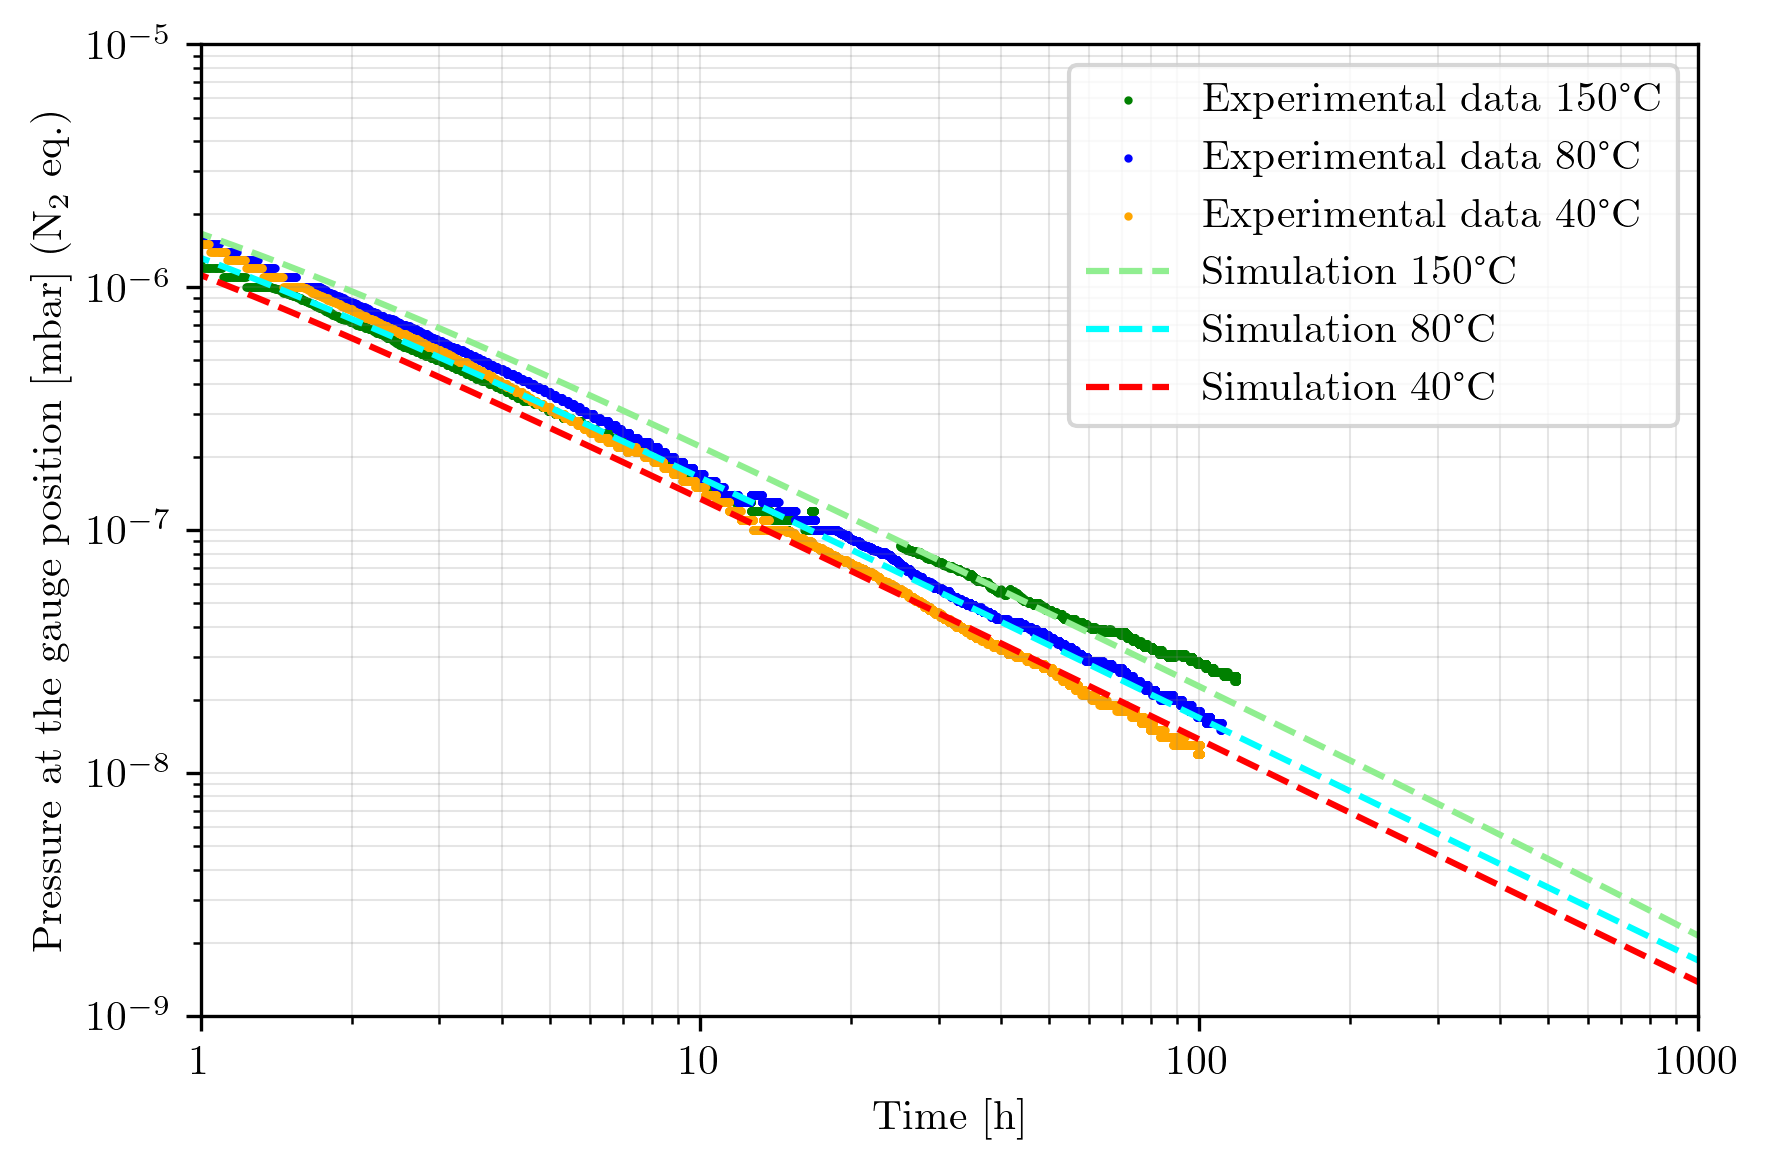 10⁻⁵
10⁻⁶
10⁻⁷
10⁻⁸
10⁻⁹
Pressure at the gauge position [mbar] (N₂ eq.)
Experimental data 150°C
Experimental data 80°C
Experimental data 40°C
Simulation 150°C
Simulation 80°C
Simulation 40°C
1 10 100 1000
Time [h]